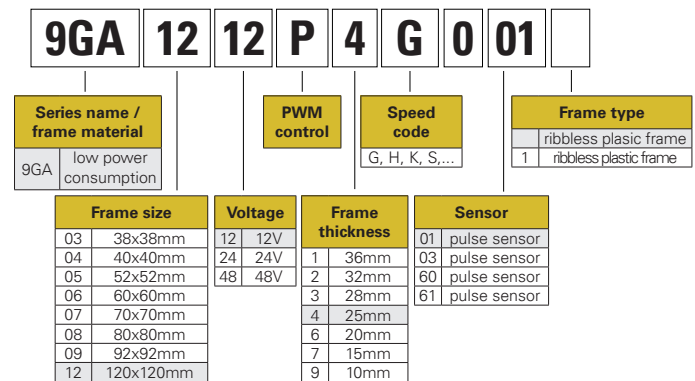 9GA 12 12 P 4 G 0 01
Series name /
frame material
9GA low power
consumption
PWM
control
Speed
code
G, H, K, S,...
Frame type
ribbless plasic frame
1 ribbless plastic frame
Frame size
03 38x38mm
04 40x40mm
05 52x52mm
06 60x60mm
07 70x70mm
08 80x80mm
09 92x92mm
12 120x120mm
Voltage
12 12V
24 24V
48 48V
Frame
thickness
1 36mm
2 32mm
3 28mm
4 25mm
6 20mm
7 15mm
9 10mm
Sensor
01 pulse sensor
03 pulse sensor
60 pulse sensor
61 pulse sensor